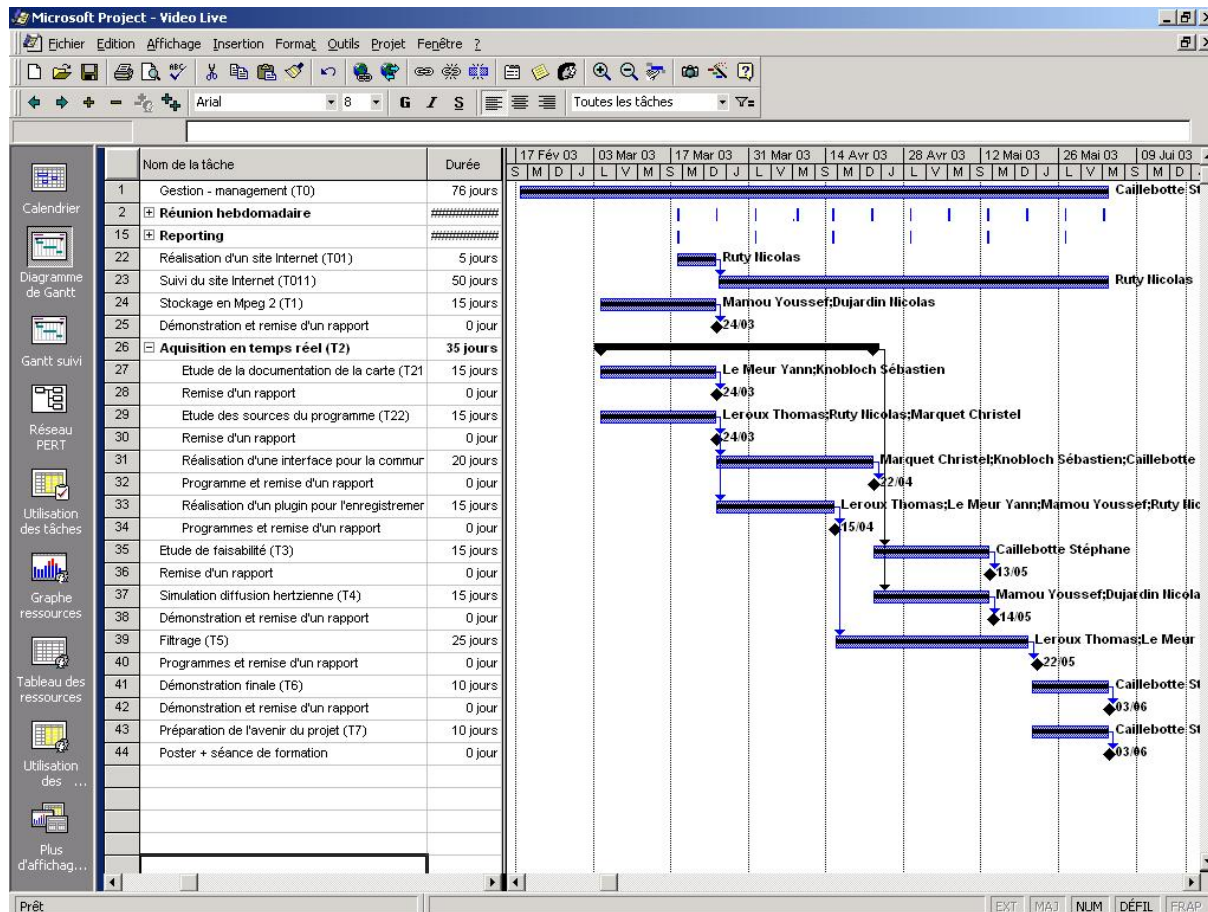 Microsoft Project - Video Live
Fichier Edition Affichage Insertion Format Outils Projet Fenêtre ?
Arial 8 G I S Toutes les tâches
Nom de la tâche Durée 17 Fév 03 03 Mar 03 17 Mar 03 31 Mar 03 14 Avr 03 28 Avr 03 12 Mai 03 26 Mai 03 09 Jui 03
S M D J L V M S M D J L V M S M D J L V M S M D J L V M S M D
1 Gestion - management (T0) 76 jours Caillebotte St
2 Réunion hebdomadaire ###########
15 Reporting ###########
22 Réalisation d'un site Internet (T01) 5 jours Ruty Nicolas
23 Suivi du site Internet (T011) 50 jours Ruty Nicolas
24 Stockage en Mpeg 2 (T1) 15 jours Mamou Youssef;Dujardin Nicolas
25 Démonstration et remise d'un rapport 0 jour 24/03
26 Aquisition en temps réel (T2) 35 jours
27 Etude de la documentation de la carte (T21 15 jours Le Meur Yann;Knobloch Sébastien
28 Remise d'un rapport 0 jour 24/03
29 Etude des sources du programme (T22) 15 jours Leroux Thomas;Ruty Nicolas;Marquet Christel
30 Remise d'un rapport 0 jour 24/03
31 Réalisation d'une interface pour la commur 20 jours Marquet Christel;Knobloch Sébastien;Caillebotte
32 Programme et remise d'un rapport 0 jour 22/04
33 Réalisation d'un plugin pour l'enregistremer 15 jours Leroux Thomas;Le Meur Yann;Mamou Youssef;Ruty Nic
34 Programmes et remise d'un rapport 0 jour 15/04
35 Etude de faisabilité (T3) 15 jours Caillebotte Stéphane
36 Remise d'un rapport 0 jour 13/05
37 Simulation diffusion hertzienne (T4) 15 jours Mamou Youssef;Dujardin Nicola
38 Démonstration et remise d'un rapport 0 jour 14/05
39 Filtrage (T5) 25 jours Leroux Thomas;Le Meur
40 Programmes et remise d'un rapport 0 jour 22/05
41 Démonstration finale (T6) 10 jours Caillebotte St
42 Démonstration et remise d'un rapport 0 jour 03/06
43 Préparation de l'avenir du projet (T7) 10 jours Caillebotte St
44 Poster + séance de formation 0 jour 03/06
Calendrier
Diagramme
de Gantt
Gantt suivi
Réseau
PERT
Utilisation
des tâches
Graphe
ressources
Tableau des
ressources
Utilisation
des ...
Plus
d'affichag...
Prêt EXT MAJ NUM DÉFIL FRAP